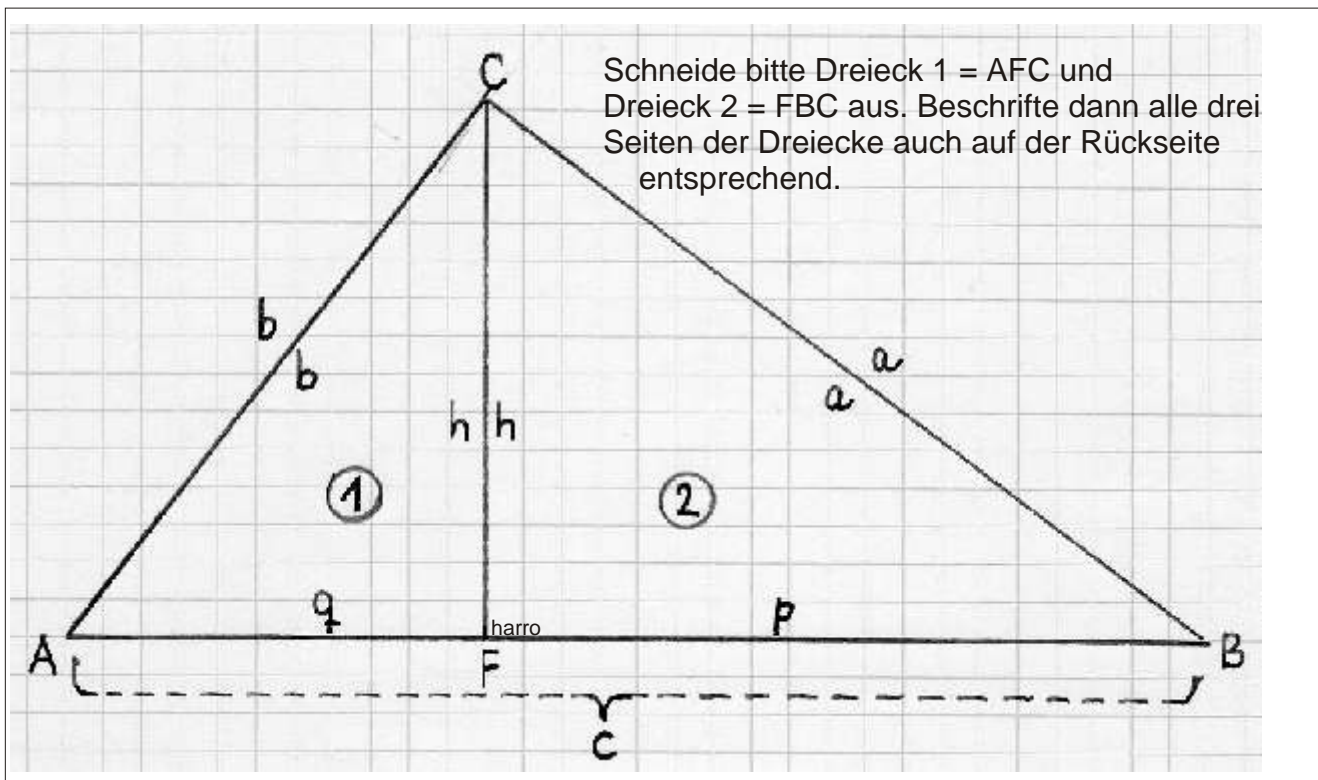 C
Schneide bitte Dreieck 1 = AFC und
Dreieck 2 = FBC aus. Beschrifte dann alle drei
Seiten der Dreiecke auch auf der Rückseite
entsprechend.
b
b
a
a
h h
1
2
q
p
harro
A
F
B
c